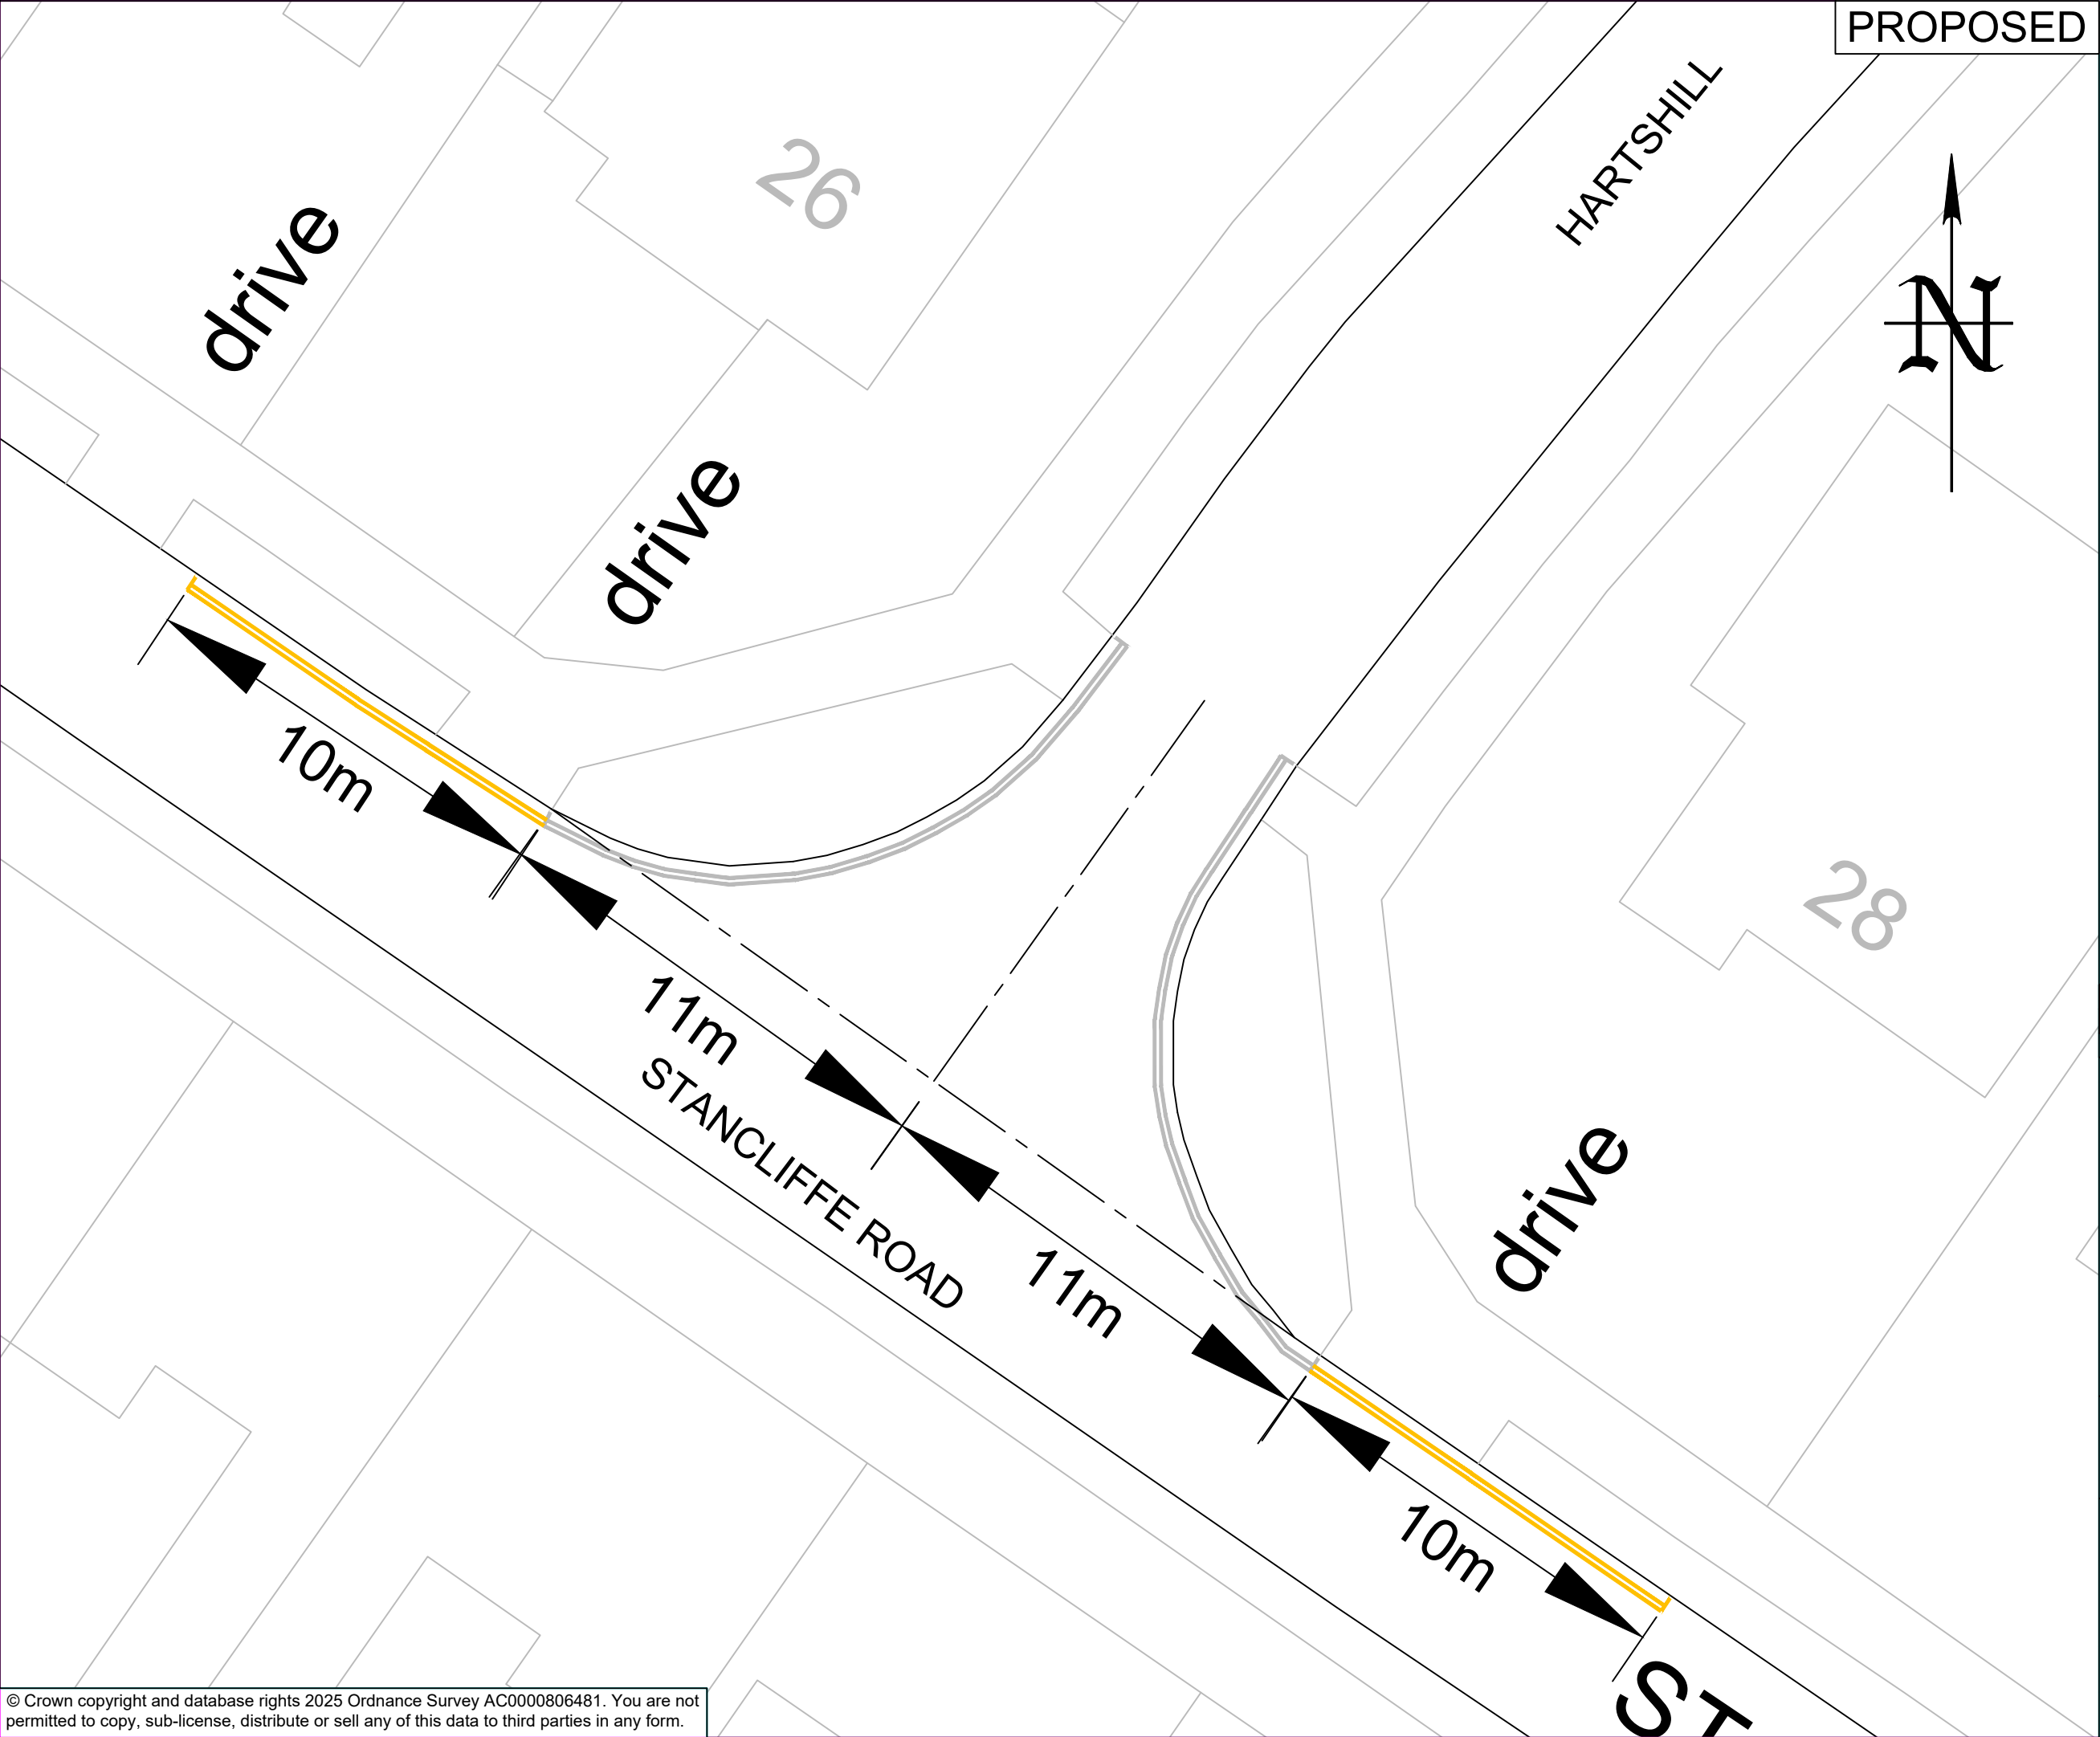 PROPOSED
HARTSHILL
26
drive
N
drive
10m
28
11m
STANCLIFFE ROAD
drive
11m
10m
ST
© Crown copyright and database rights 2025 Ordnance Survey AC0000806481. You are not
permitted to copy, sub-license, distribute or sell any of this data to third parties in any form.